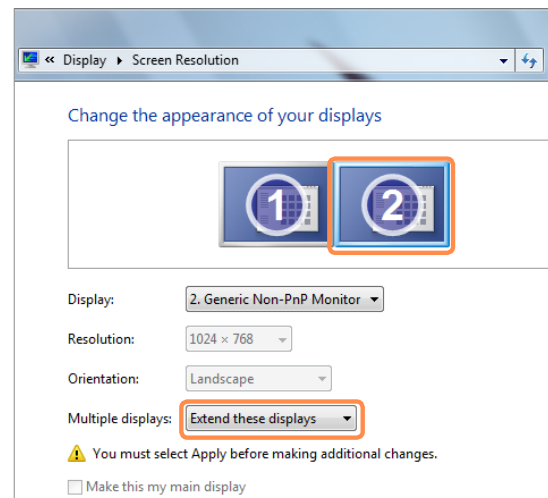 « Display ▸ Screen Resolution
Change the appearance of your displays
1 2
Display: 2. Generic Non-PnP Monitor
Resolution: 1024 × 768
Orientation: Landscape
Multiple displays: Extend these displays
You must select Apply before making additional changes.
Make this my main display